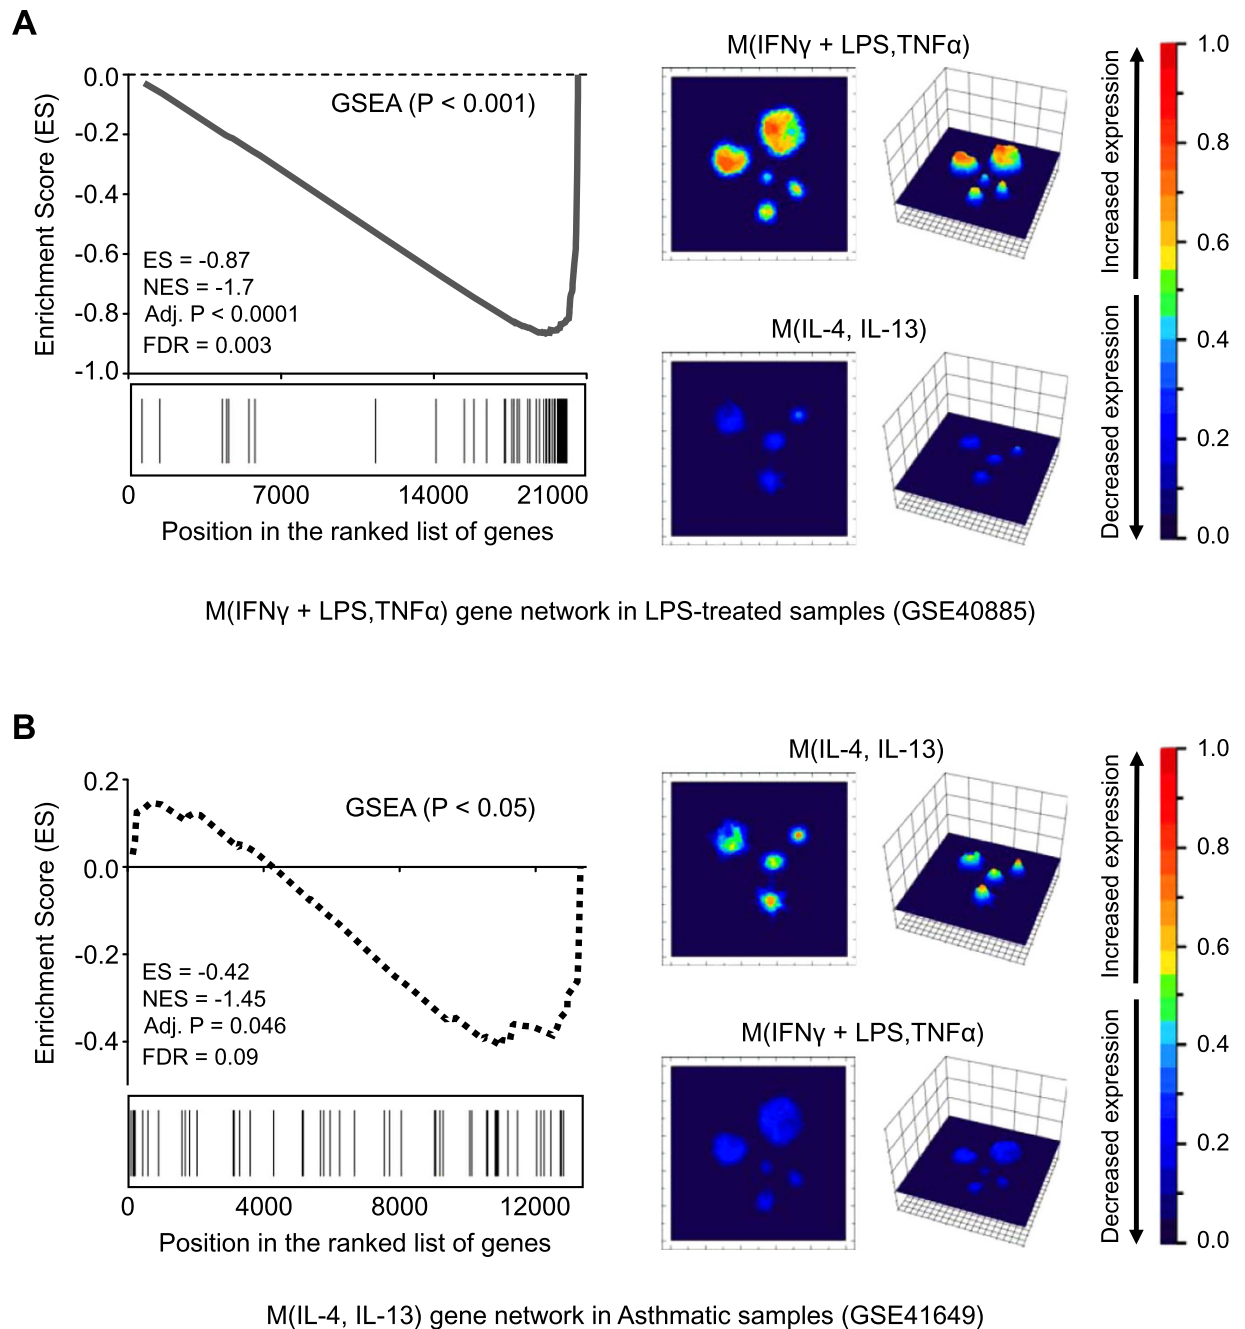 A
0.0
-0.2
-0.4
-0.6
-0.8
-1.0
Enrichment Score (ES)
GSEA (P < 0.001)
ES = -0.87
NES = -1.7
Adj. P < 0.0001
FDR = 0.003
0 7000 14000 21000
Position in the ranked list of genes
M(IFNγ + LPS,TNFα)
M(IL-4, IL-13)
Increased expression
Decreased expression
1.0
0.8
0.6
0.4
0.2
0.0
M(IFNγ + LPS,TNFα) gene network in LPS-treated samples (GSE40885)
B
0.2
0.0
-0.2
-0.4
Enrichment Score (ES)
GSEA (P < 0.05)
ES = -0.42
NES = -1.45
Adj. P = 0.046
FDR = 0.09
0 4000 8000 12000
Position in the ranked list of genes
M(IL-4, IL-13)
M(IFNγ + LPS,TNFα)
Increased expression
Decreased expression
1.0
0.8
0.6
0.4
0.2
0.0
M(IL-4, IL-13) gene network in Asthmatic samples (GSE41649)